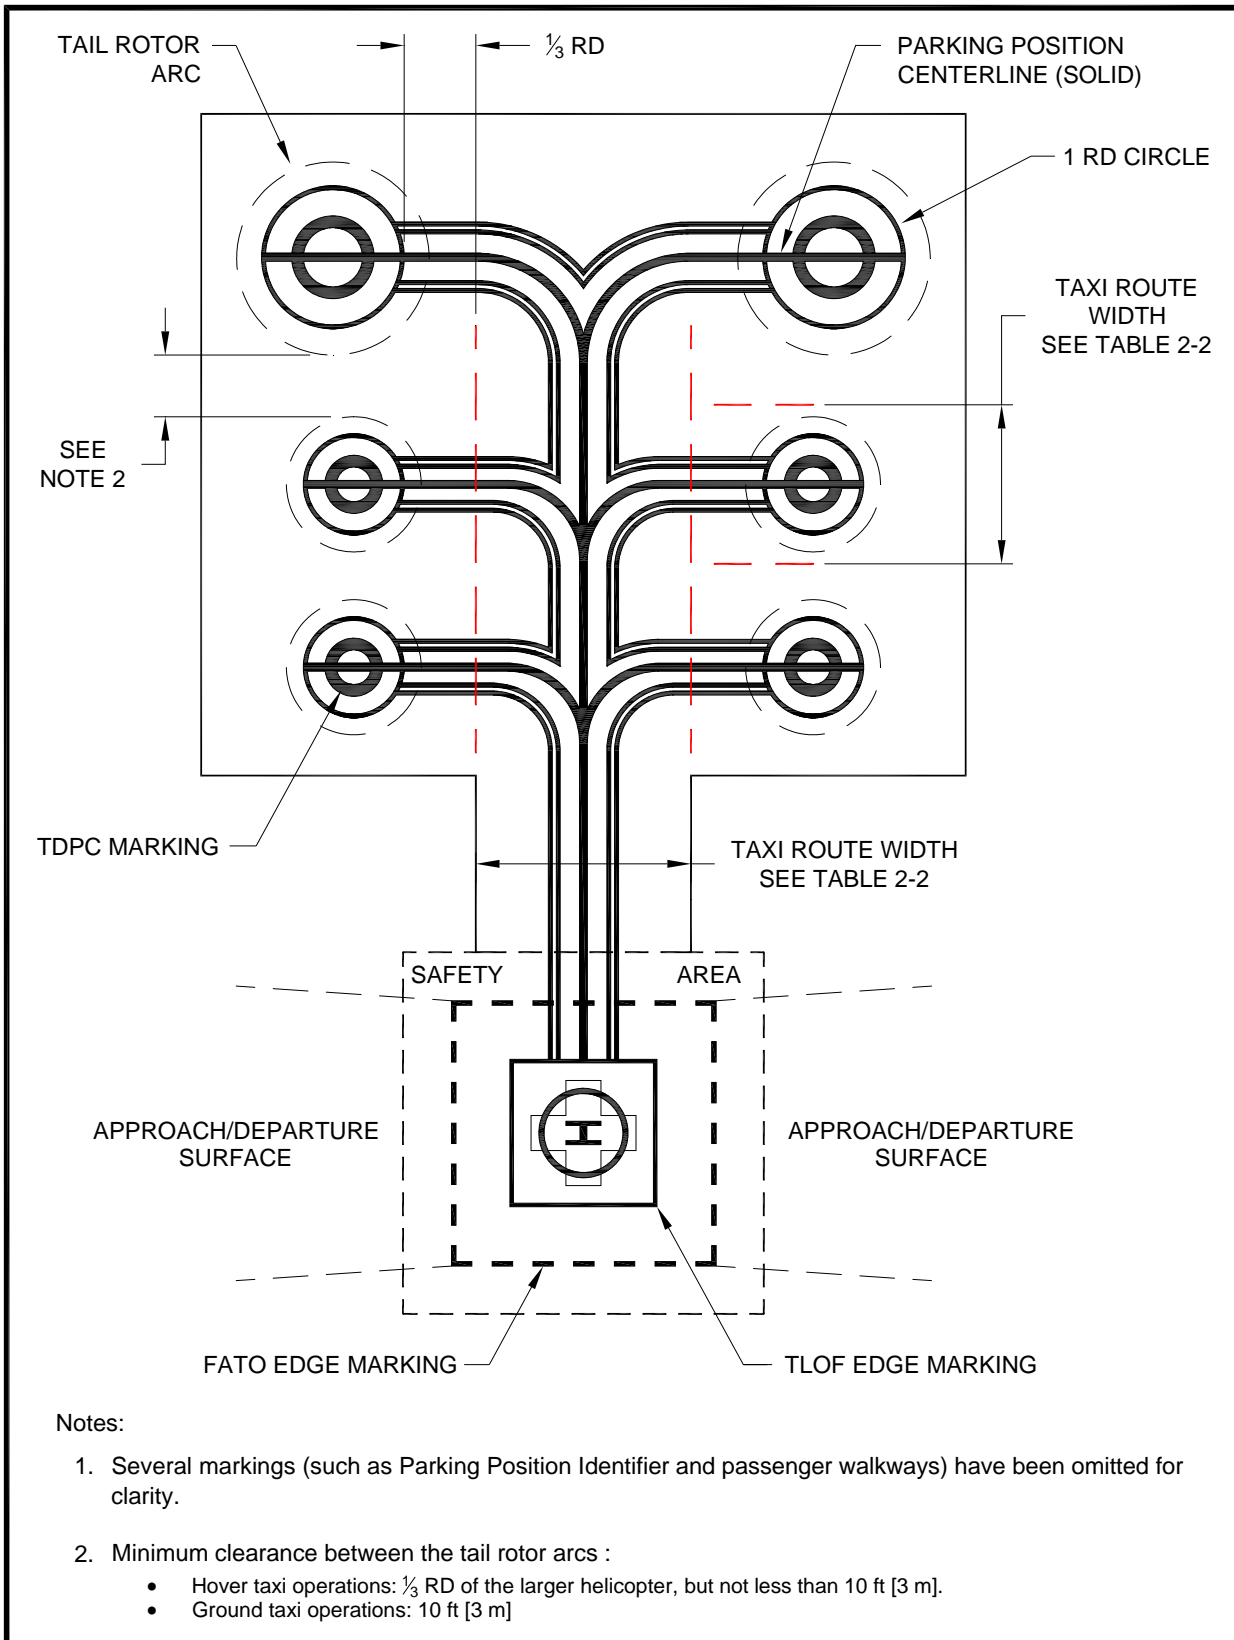 TAIL ROTOR
ARC
⅓ RD
PARKING POSITION
CENTERLINE (SOLID)
1 RD CIRCLE
TAXI ROUTE
WIDTH
SEE TABLE 2-2
SEE
NOTE 2
TDPC MARKING
TAXI ROUTE WIDTH
SEE TABLE 2-2
SAFETY AREA
APPROACH/DEPARTURE
SURFACE
H
APPROACH/DEPARTURE
SURFACE
FATO EDGE MARKING
TLOF EDGE MARKING
Notes:
1. Several markings (such as Parking Position Identifier and passenger walkways) have been omitted for
clarity.
2. Minimum clearance between the tail rotor arcs :
• Hover taxi operations: ⅓ RD of the larger helicopter, but not less than 10 ft [3 m].
• Ground taxi operations: 10 ft [3 m]